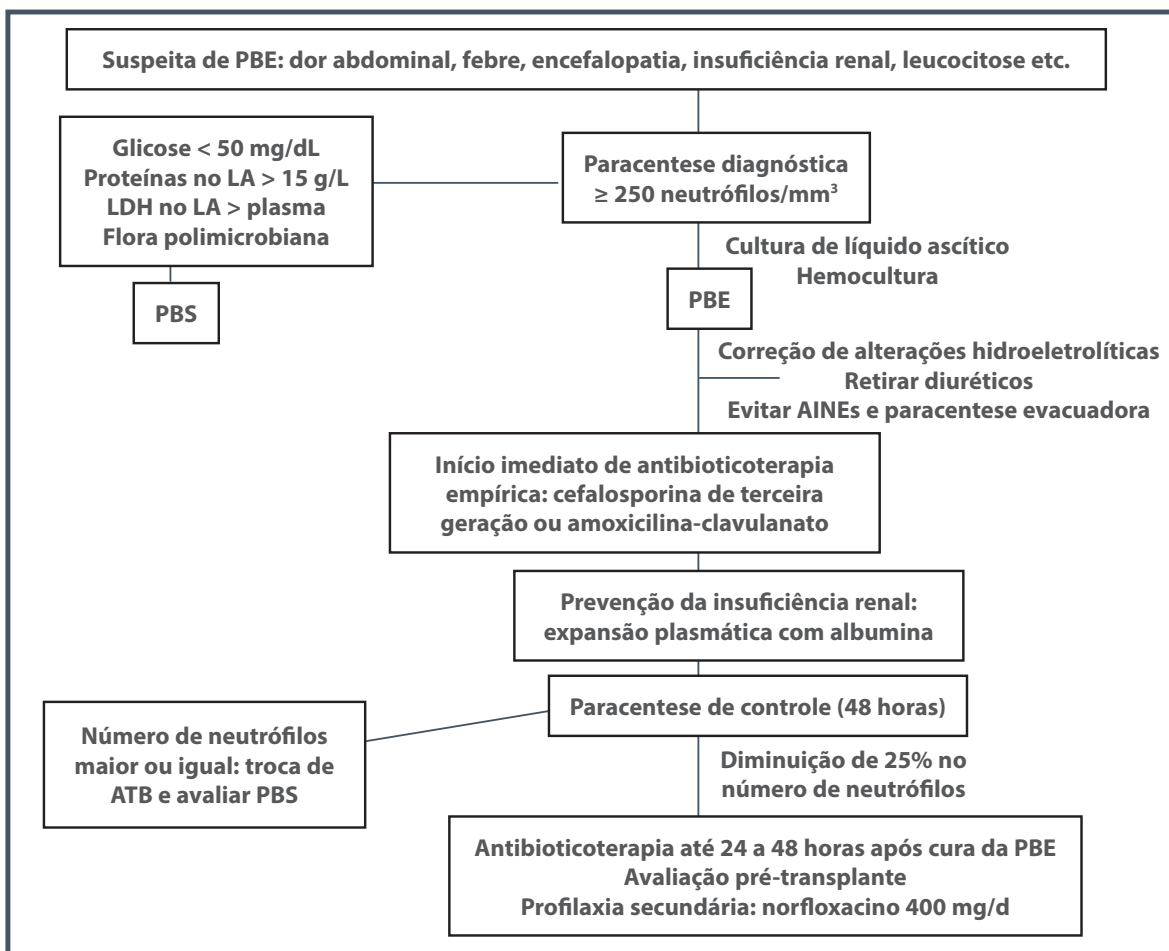 Suspeita de PBE: dor abdominal, febre, encefalopatia, insuficiência renal, leucocitose etc.
Glicose < 50 mg/dL
Proteínas no LA > 15 g/L
LDH no LA > plasma
Flora polimicrobiana
Paracentese diagnóstica
≥ 250 neutrófilos/mm³
Cultura de líquido ascítico
Hemocultura
PBS
PBE
Correção de alterações hidroeletrolíticas
Retirar diuréticos
Evitar AINEs e paracentese evacuadora
Início imediato de antibioticoterapia
empírica: cefalosporina de terceira
geração ou amoxicilina-clavulanato
Prevenção da insuficiência renal:
expansão plasmática com albumina
Paracentese de controle (48 horas)
Número de neutrófilos
maior ou igual: troca de
ATB e avaliar PBS
Diminuição de 25% no
número de neutrófilos
Antibioticoterapia até 24 a 48 horas após cura da PBE
Avaliação pré-transplante
Profilaxia secundária: norfloxacino 400 mg/d